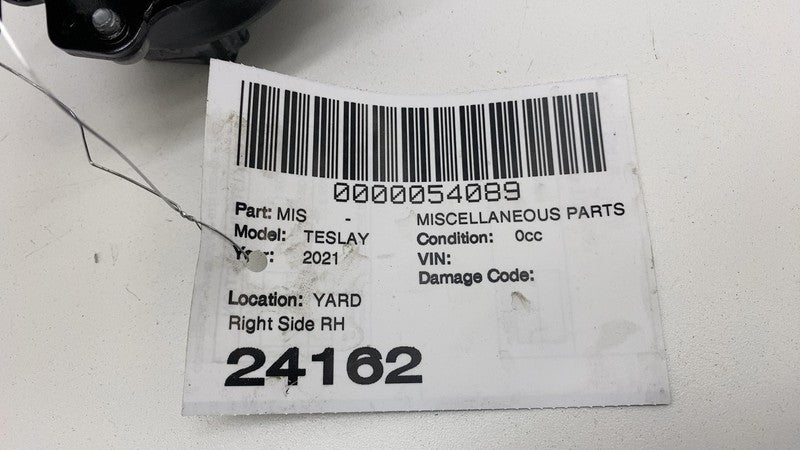 0000054089
Part: MIS - MISCELLANEOUS PARTS
Model: TESLAY Condition: 0cc
Year: 2021 VIN:
Damage Code:
Location: YARD
Right Side RH
24162